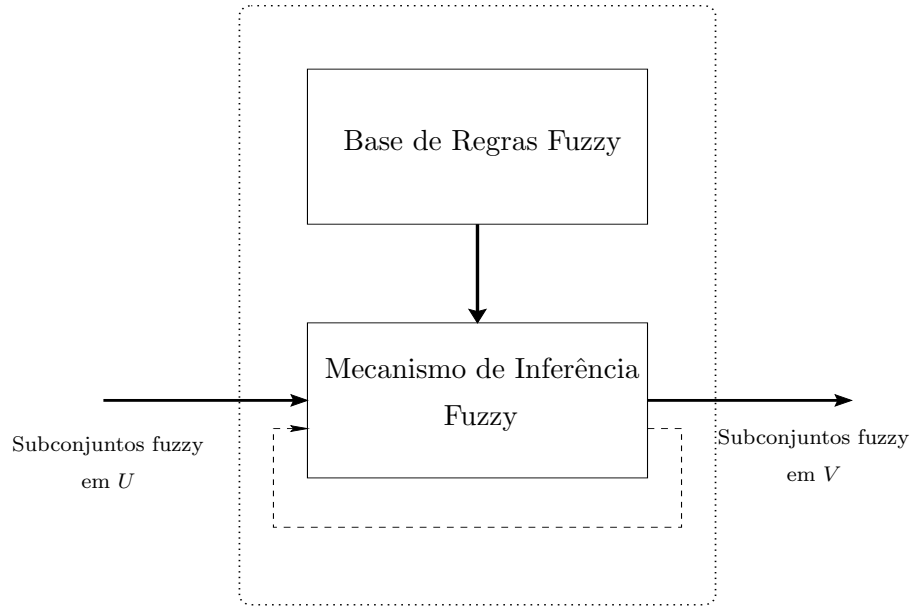 Base de Regras Fuzzy
Mecanismo de Inferência
Fuzzy
Subconjuntos fuzzy
em U
Subconjuntos fuzzy
em V